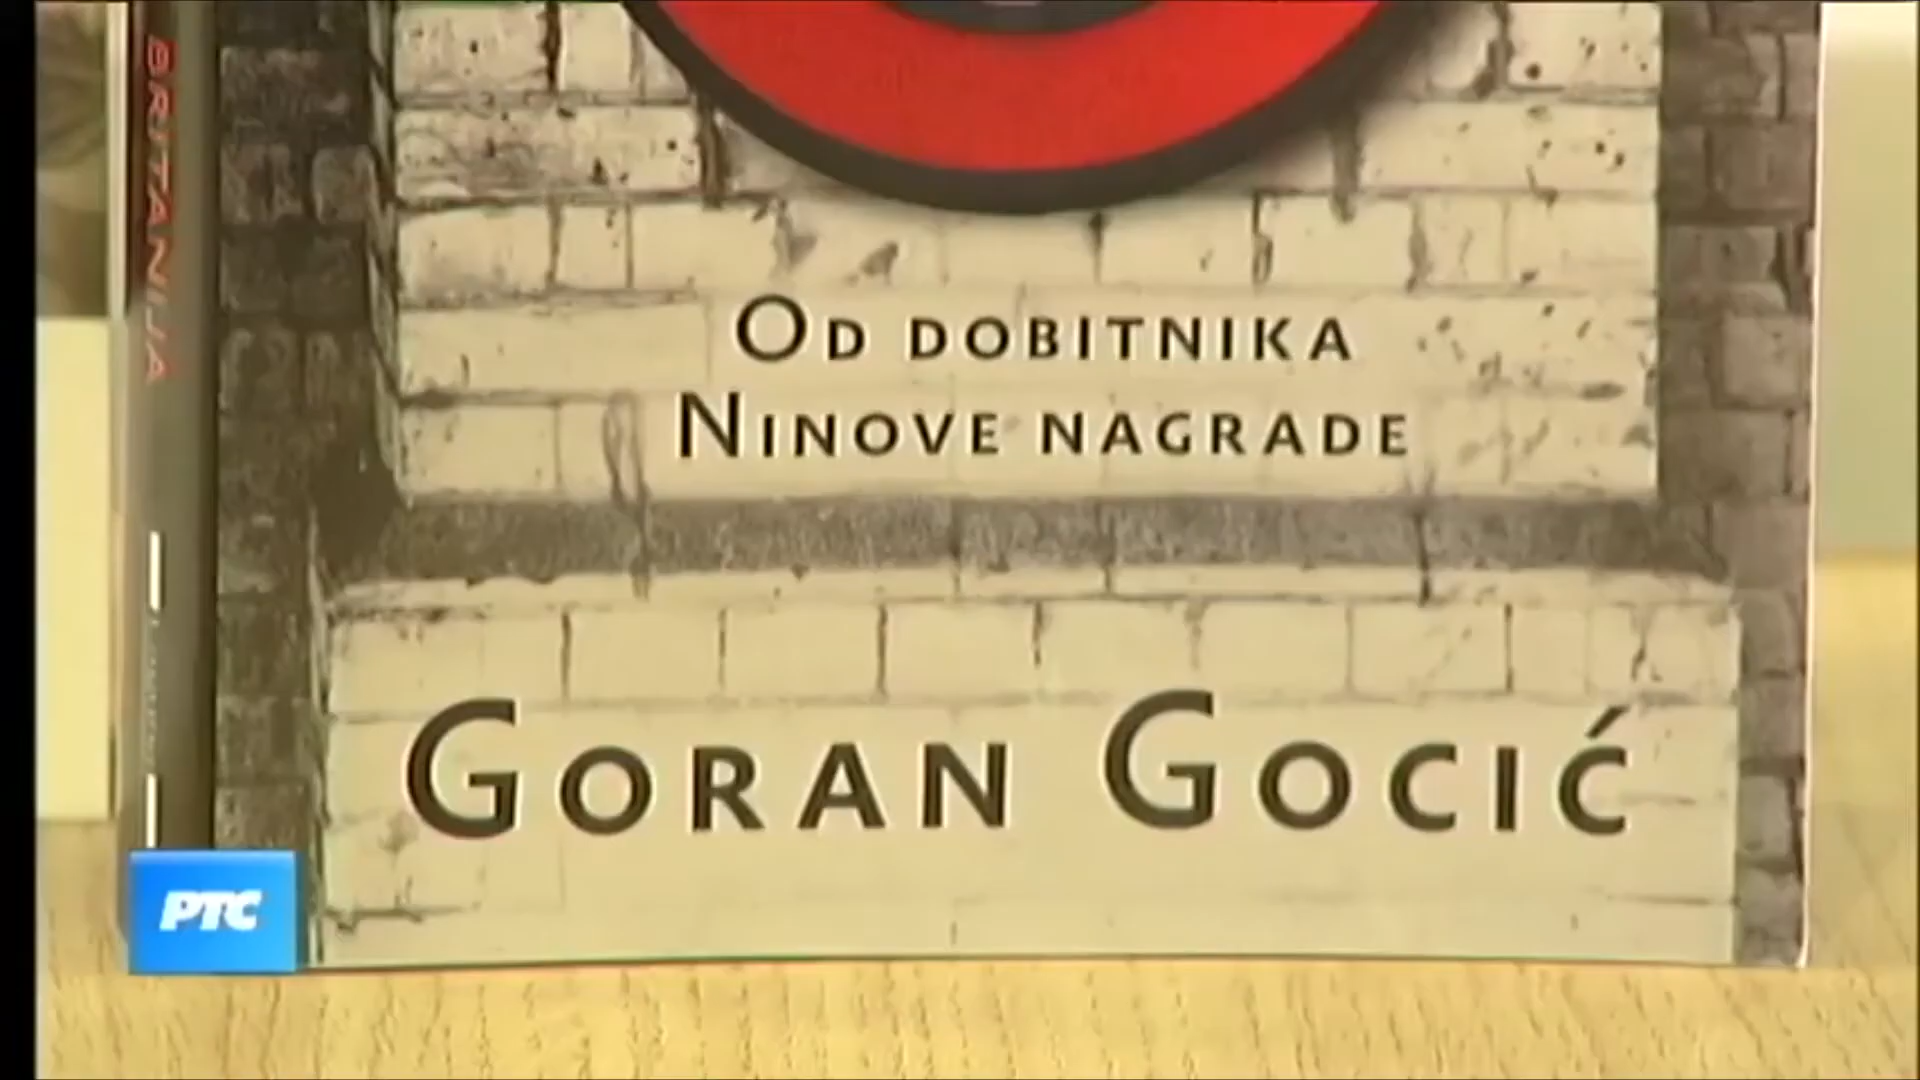 BRITANIJA
OD DOBITNIKA
NINOVE NAGRADE
GORAN GOCIĆ
РТС